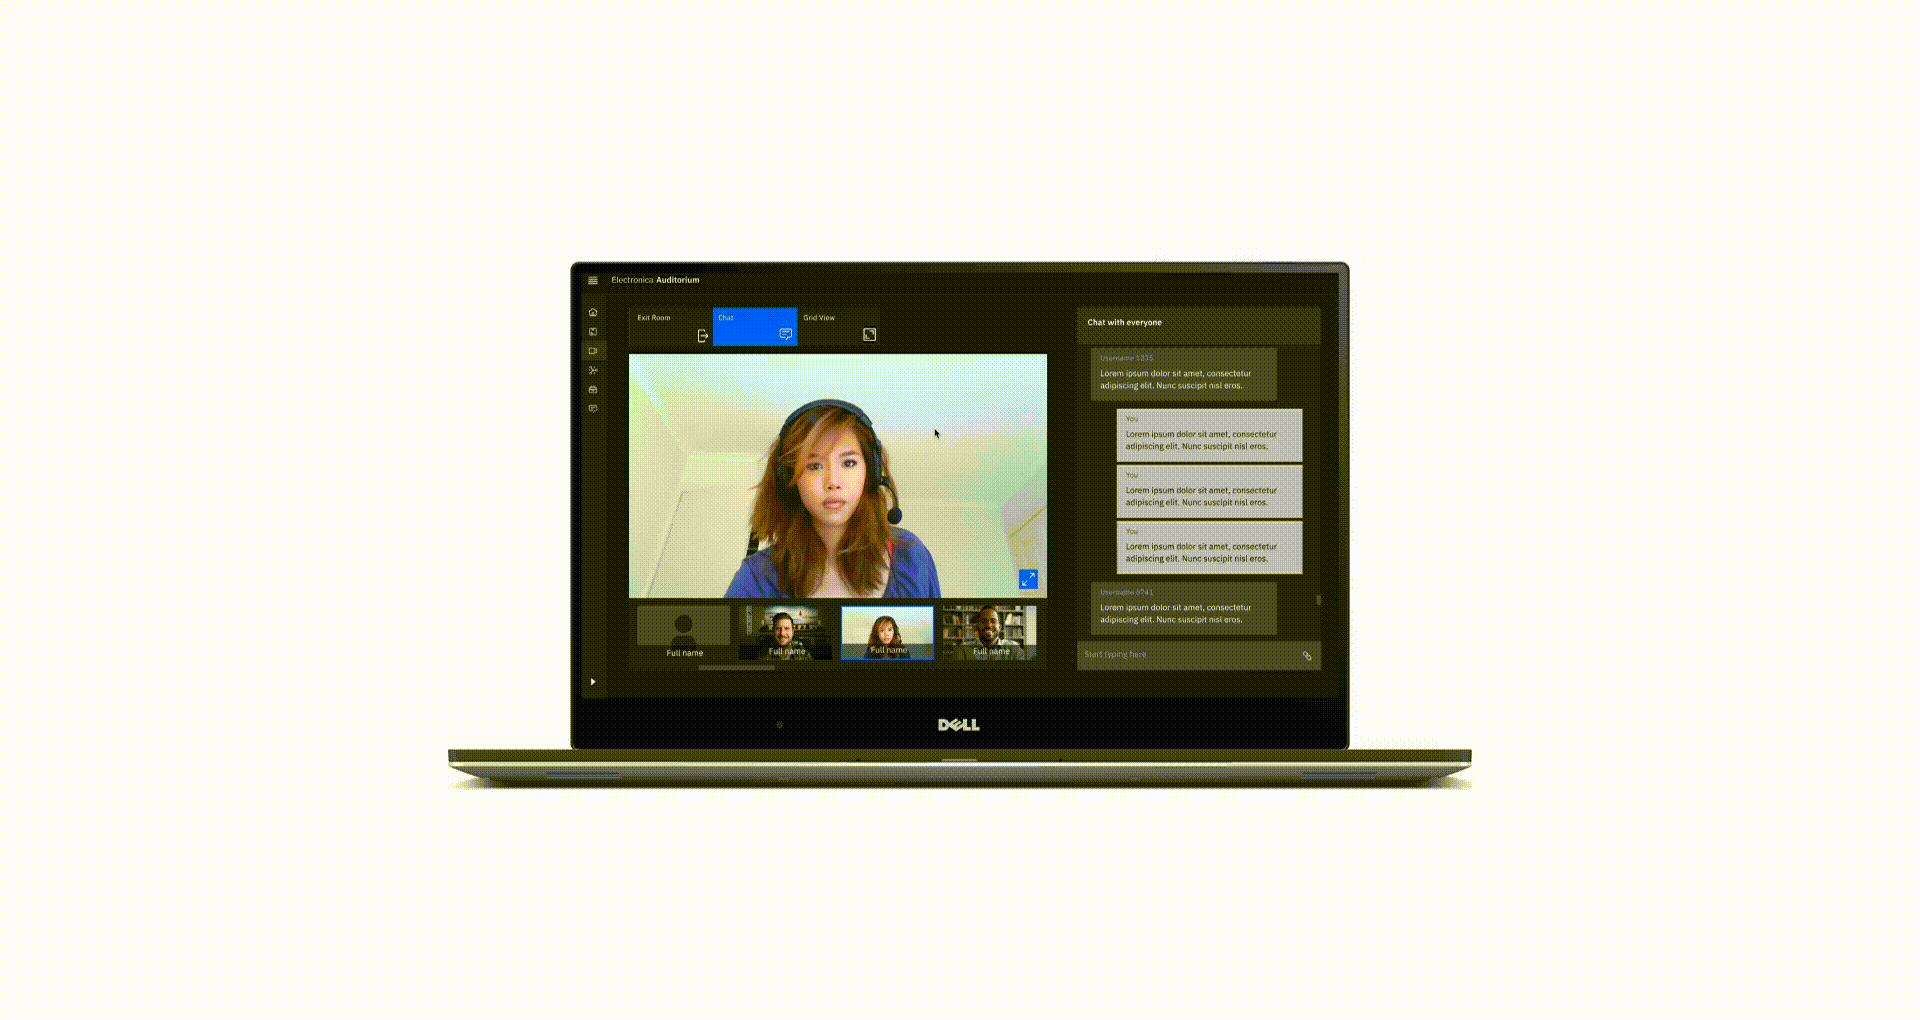 Electronica Auditorium
Exit Room
Chat
Grid View
Chat with everyone
Username 1235
Lorem ipsum dolor sit amet, consectetur
adipiscing elit. Nunc suscipit nisl eros.
You
Lorem ipsum dolor sit amet, consectetur
adipiscing elit. Nunc suscipit nisl eros.
You
Lorem ipsum dolor sit amet, consectetur
adipiscing elit. Nunc suscipit nisl eros.
You
Lorem ipsum dolor sit amet, consectetur
adipiscing elit. Nunc suscipit nisl eros.
Username
Lorem ipsum dolor sit amet, consectetur
adipiscing elit. Nunc suscipit nisl eros.
Start typing here
Full name
Full name
Full name
Full name
DELL